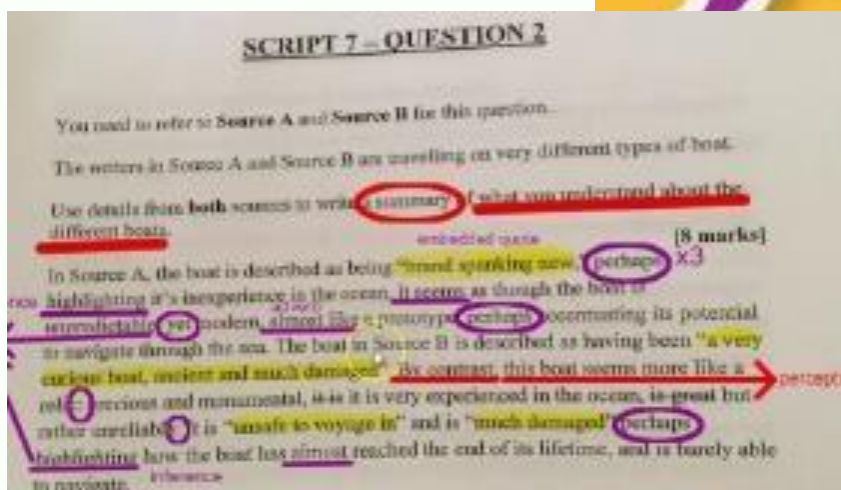 SCRIPT 7 – QUESTION 2
You need to refer to Source A and Source B for this question.
The writers in Source A and Source B are travelling on very different types of boat.
Use details from both sources to write a summary of what you understand about the
different boats.
[8 marks]
embedded quote
In Source A, the boat is described as being "brand spanking new," perhaps x3
highlighting it's inexperience in the ocean, it seems as though the boat is
unpredictable yet modern, almost like a prototype perhaps accentuating its potential
to navigate through the sea. The boat in Source B is described as having been "a very
curious boat, ancient and much damaged". By contrast, this boat seems more like a
percept
relic, precious and monumental, is is it is very experienced in the ocean, is great but
rather unreliable. it is "unsafe to voyage in" and is "much damaged" perhaps
highlighting how the boat has almost reached the end of its lifetime, and is barely able
to navigate.
inference